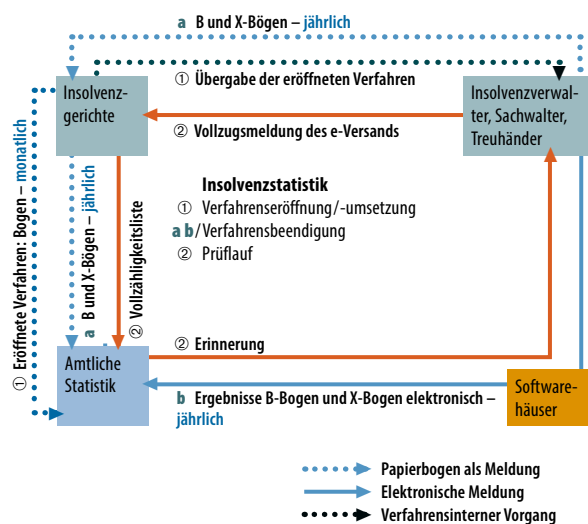 a B und X-Bögen – jährlich
① Übergabe der eröffneten Verfahren
Insolvenz-
gerichte
Insolvenzverwal-
ter, Sachwalter,
Treuhänder
② Vollzugsmeldung des e-Versands
① Eröffnete Verfahren: Bogen – monatlich
a B und X-Bögen – jährlich
② Vollzähligkeitsliste
Insolvenzstatistik
① Verfahrenseröffnung/-umsetzung
a b/Verfahrensbeendigung
② Prüflauf
② Erinnerung
Amtliche
Statistik
b Ergebnisse B-Bogen und X-Bogen elektronisch –
jährlich
Software-
häuser
Papierbogen als Meldung
Elektronische Meldung
Verfahrensinterner Vorgang